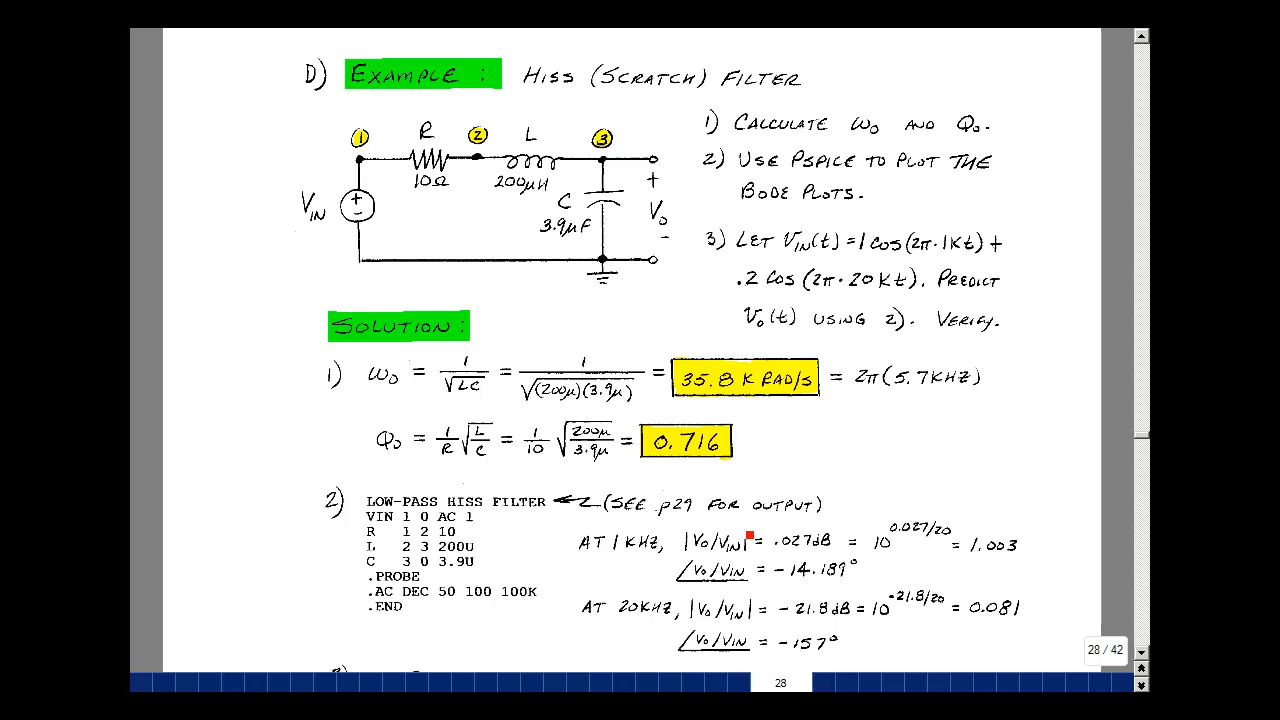 D) EXAMPLE : HISS (SCRATCH) FILTER
1 R 2 L 3
10Ω 200μH
VIN + -
C
3.9μF
+ Vo -
1) CALCULATE ω0 AND Q0.
2) USE PSPICE TO PLOT THE
BODE PLOTS.
3) LET VIN(t) = 1 COS(2π·1Kt) +
.2 COS (2π·20Kt). PREDICT
Vo(t) USING 2). VERIFY.
SOLUTION:
1) ω0 = 1/√LC = 1/√(200μ)(3.9μ) = 35.8 K RAD/S = 2π(5.7KHZ)
Q0 = 1/R √L/C = 1/10 √200μ/3.9μ = 0.716
2) LOW-PASS HISS FILTER (SEE p29 FOR OUTPUT)
VIN 1 0 AC 1
R 1 2 10
L 2 3 200U
C 3 0 3.9U
.PROBE
.AC DEC 50 100 100K
.END
AT 1KHZ, |Vo/VIN| = .027dB = 10^0.027/20 = 1.003
∠Vo/VIN = -14.189°
AT 20KHZ, |Vo/VIN| = -21.8dB = 10^-21.8/20 = 0.081
∠Vo/VIN = -157°
28 / 42
28